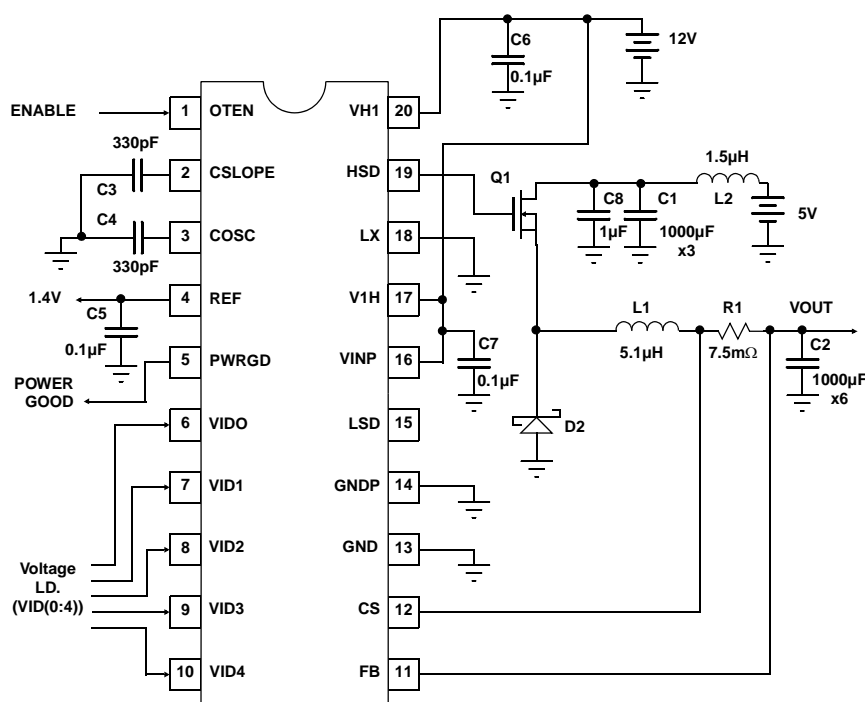 C6
0.1µF
12V
ENABLE
1 OTEN
VH1 20
330pF
C3
2 CSLOPE
HSD 19
Q1
1.5µH
L2
5V
C4
330pF
3 COSC
LX 18
C8
1µF
C1
1000µF
x3
1.4V
4 REF
V1H 17
C5
0.1µF
L1
5.1µH
R1
7.5mΩ
VOUT
POWER
GOOD
5 PWRGD
VINP 16
C7
0.1µF
C2
1000µF
x6
6 VIDO
LSD 15
D2
7 VID1
GNDP 14
8 VID2
GND 13
Voltage
I.D.
(VID(0:4))
9 VID3
CS 12
10 VID4
FB 11